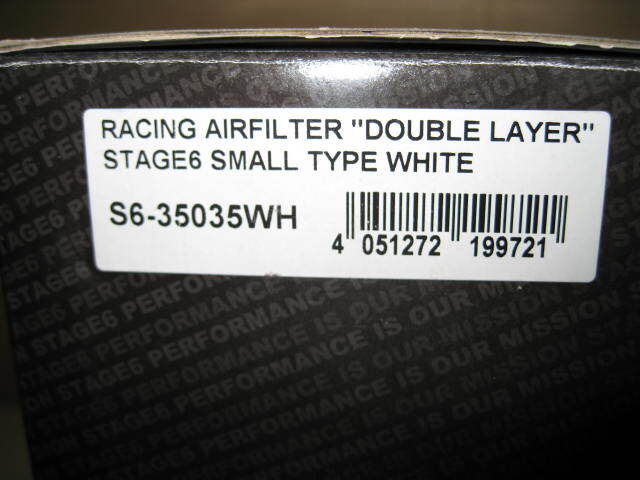 RACING AIRFILTER "DOUBLE LAYER"
STAGE6 SMALL TYPE WHITE
S6-35035WH
4 051272 199721
STAGE6 PERFORMANCE IS OUR MISSION